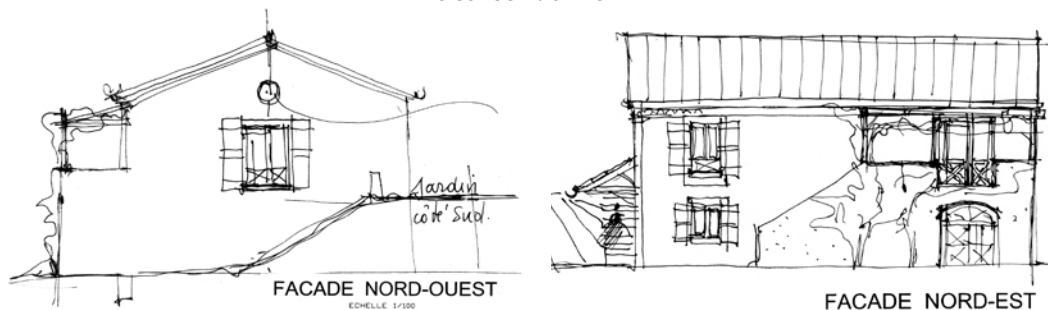 Jardin
côté Sud.
FACADE NORD-OUEST
ECHELLE 1/100
FACADE NORD-EST